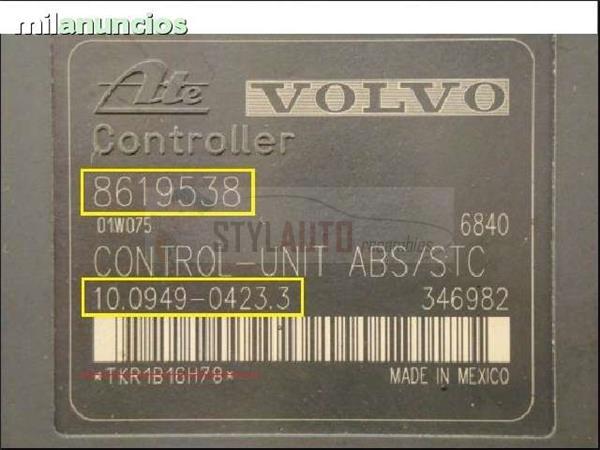 milanuncios
Ate VOLVO
Controller
8619538
01W075 6840
STYLAUTO
recambios
CONTROL-UNIT ABS/STC
10.0949-0423.3 346982
*TKR1B16H78*
MADE IN MEXICO